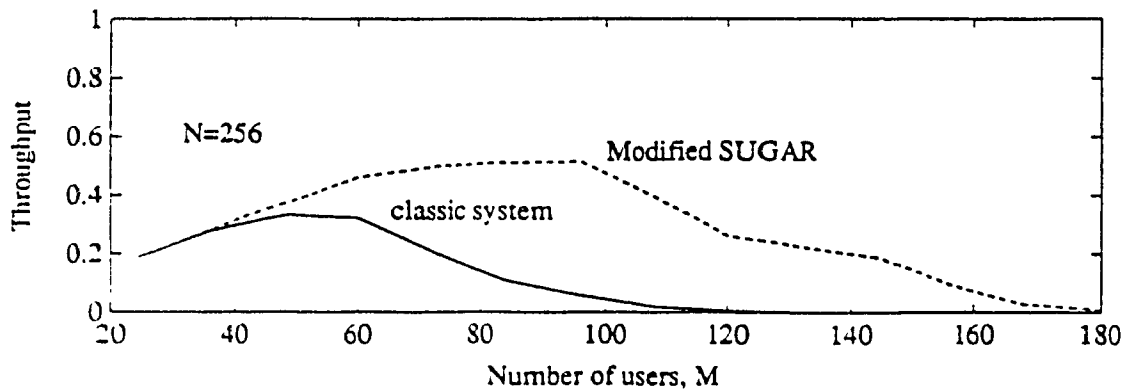 1
0.8
0.6
0.4
0.2
0
Throughput
N=256
Modified SUGAR
classic system
20 40 60 80 100 120 140 160 180
Number of users, M